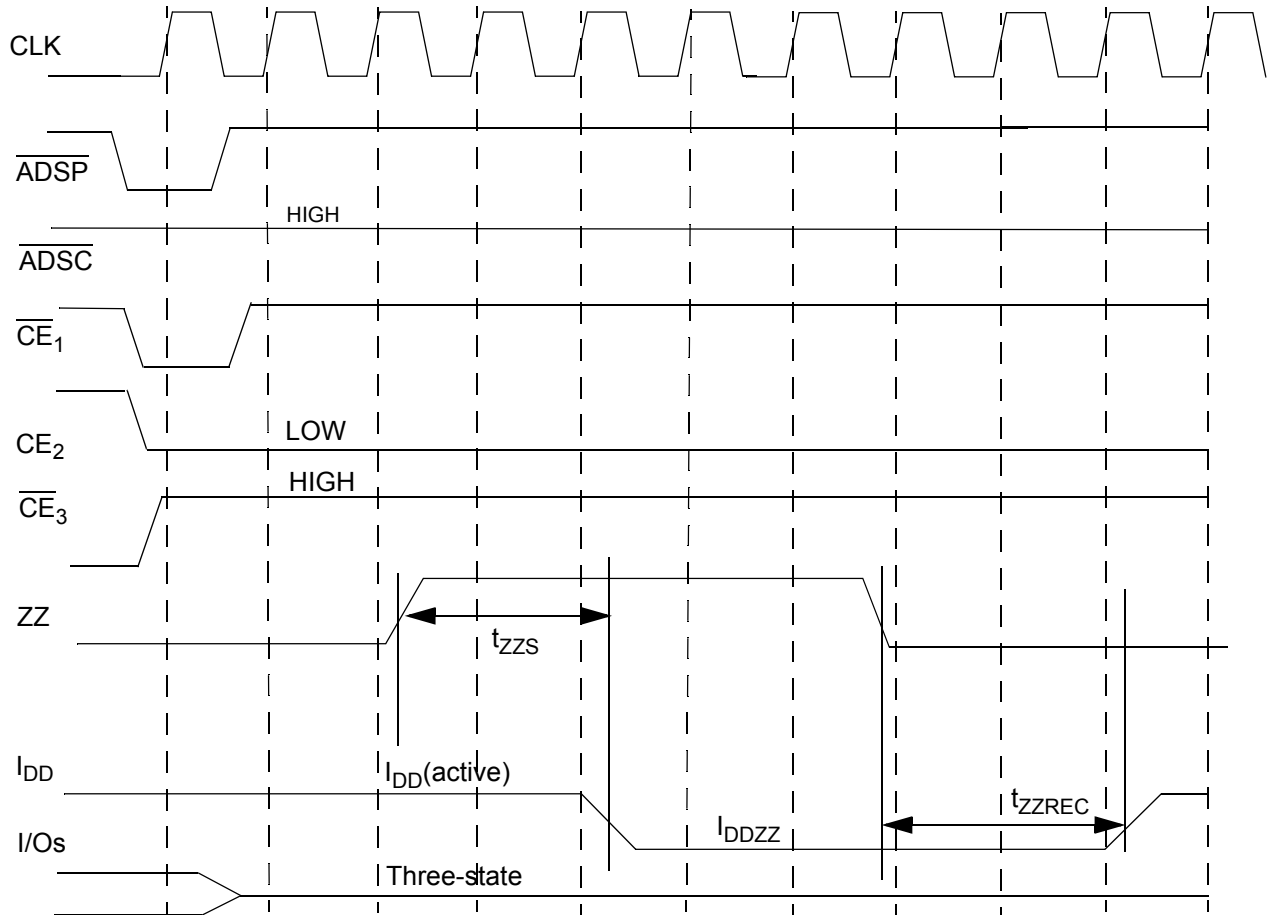 CLK
ADSP
HIGH
ADSC
CE1
LOW
CE2
HIGH
CE3
ZZ
tZZS
IDD
IDD(active)
tZZREC
IDDZZ
I/Os
Three-state